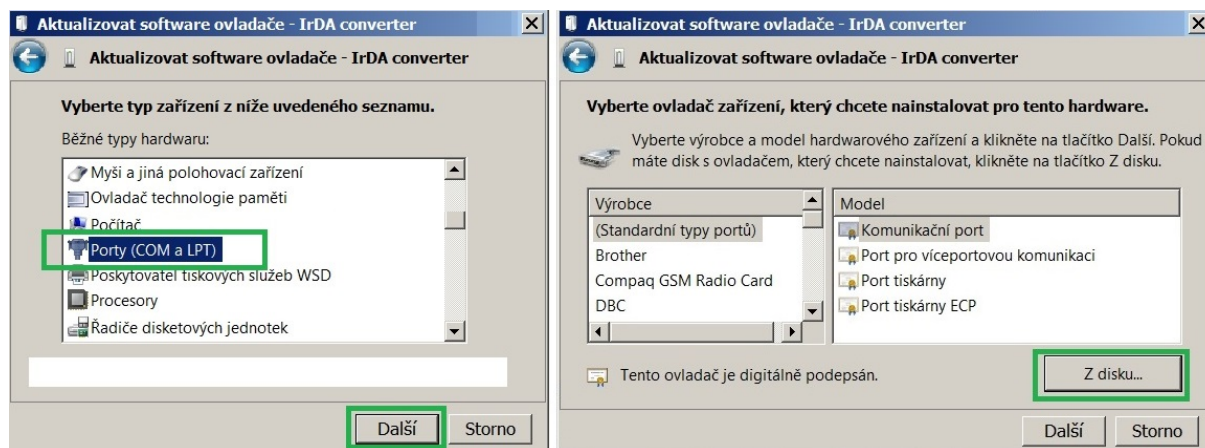 Aktualizovat software ovladače - IrDA converter
Aktualizovat software ovladače - IrDA converter
Vyberte typ zařízení z níže uvedeného seznamu.
Běžné typy hardwaru:
Myši a jiná polohovací zařízení
Ovladač technologie paměti
Počítač
Porty (COM a LPT)
Poskytovatel tiskových služeb WSD
Procesory
Řadiče disketových jednotek
Další
Storno
Aktualizovat software ovladače - IrDA converter
Aktualizovat software ovladače - IrDA converter
Vyberte ovladač zařízení, který chcete nainstalovat pro tento hardware.
Vyberte výrobce a model hardwarového zařízení a klikněte na tlačítko Další. Pokud
máte disk s ovladačem, který chcete nainstalovat, klikněte na tlačítko Z disku.
Výrobce
(Standardní typy portů)
Brother
Compaq GSM Radio Card
DBC
Model
Komunikační port
Port pro víceportovou komunikaci
Port tiskárny
Port tiskárny ECP
Tento ovladač je digitálně podepsán.
Z disku...
Další
Storno